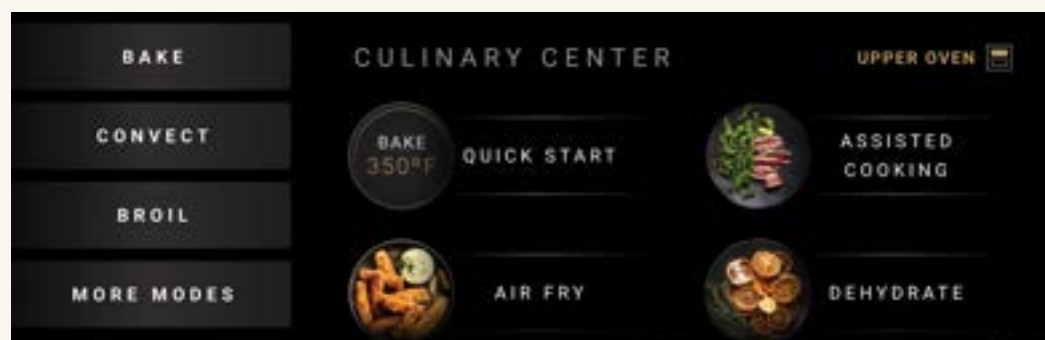 BAKE
CONVECT
BROIL
MORE MODES
CULINARY CENTER
UPPER OVEN
BAKE
350°F
QUICK START
ASSISTED
COOKING
AIR FRY
DEHYDRATE